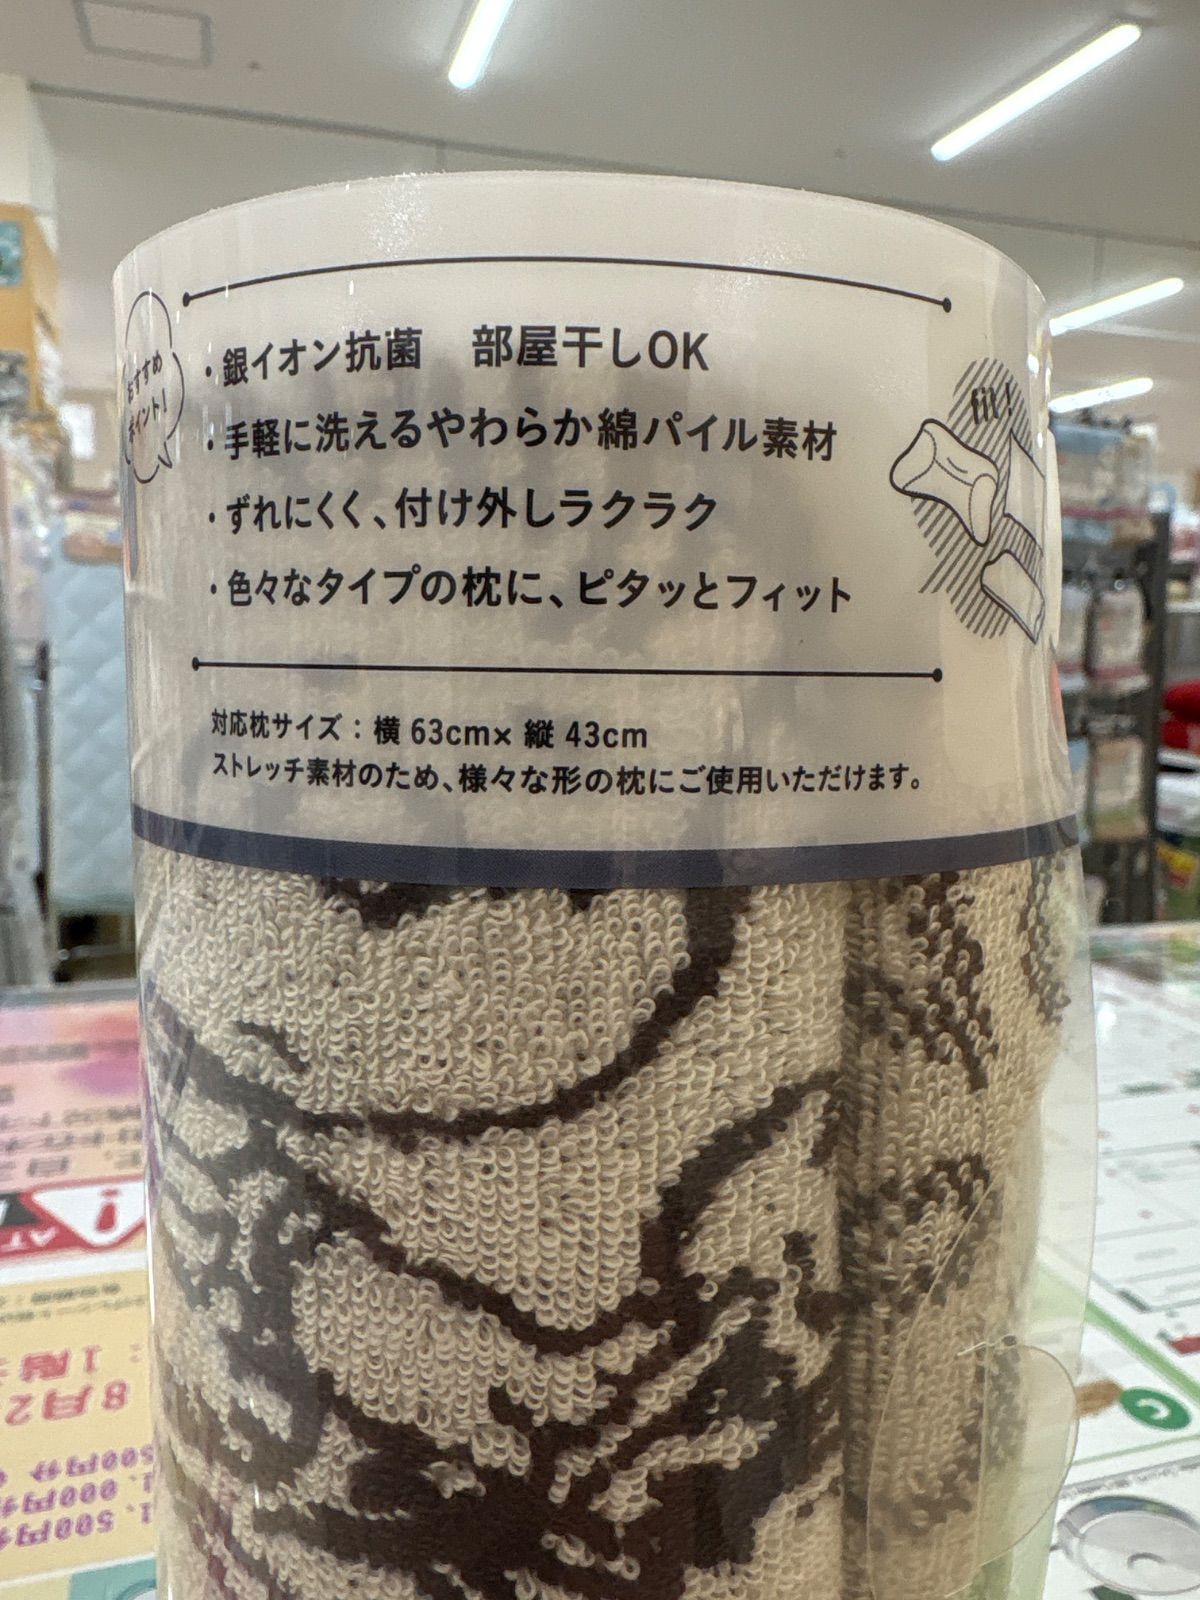 おすすめ
ポイント!
・銀イオン抗菌　部屋干しOK
・手軽に洗えるやわらか綿パイル素材
・ずれにくく、付け外しラクラク
・色々なタイプの枕に、ピタッとフィット
fit!
対応枕サイズ：横 63cm× 縦 43cm
ストレッチ素材のため、様々な形の枕にご使用いただけます。